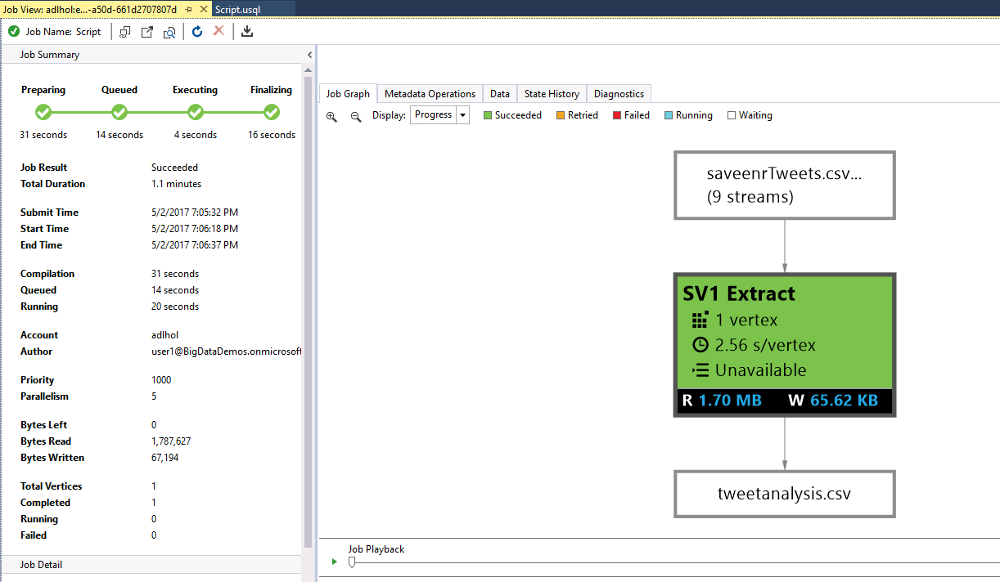 Job View: adlhol:e...-a50d-661d2707807d
Script.usql
Job Name: Script
Job Summary
Preparing Queued Executing Finalizing
31 seconds 14 seconds 4 seconds 16 seconds
Job Result Succeeded
Total Duration 1.1 minutes
Submit Time 5/2/2017 7:05:32 PM
Start Time 5/2/2017 7:06:18 PM
End Time 5/2/2017 7:06:37 PM
Compilation 31 seconds
Queued 14 seconds
Running 20 seconds
Account adlhol
Author user1@BigDataDemos.onmicrosoft
Priority 1000
Parallelism 5
Bytes Left 0
Bytes Read 1,787,627
Bytes Written 67,194
Total Vertices 1
Completed 1
Running 0
Failed 0
Job Detail
Job Graph Metadata Operations Data State History Diagnostics
Display: Progress Succeeded Retried Failed Running Waiting
saveenrTweets.csv...
(9 streams)
SV1 Extract
1 vertex
2.56 s/vertex
Unavailable
R 1.70 MB W 65.62 KB
tweetanalysis.csv
Job Playback